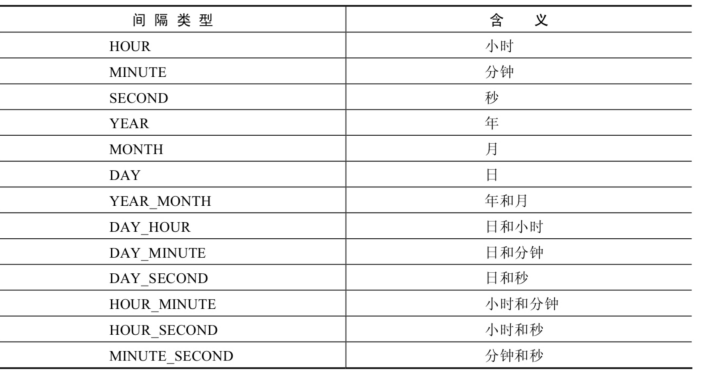 间隔类型 含义
HOUR 小时
MINUTE 分钟
SECOND 秒
YEAR 年
MONTH 月
DAY 日
YEAR_MONTH 年和月
DAY_HOUR 日和小时
DAY_MINUTE 日和分钟
DAY_SECOND 日和秒
HOUR_MINUTE 小时和分钟
HOUR_SECOND 小时和秒
MINUTE_SECOND 分钟和秒